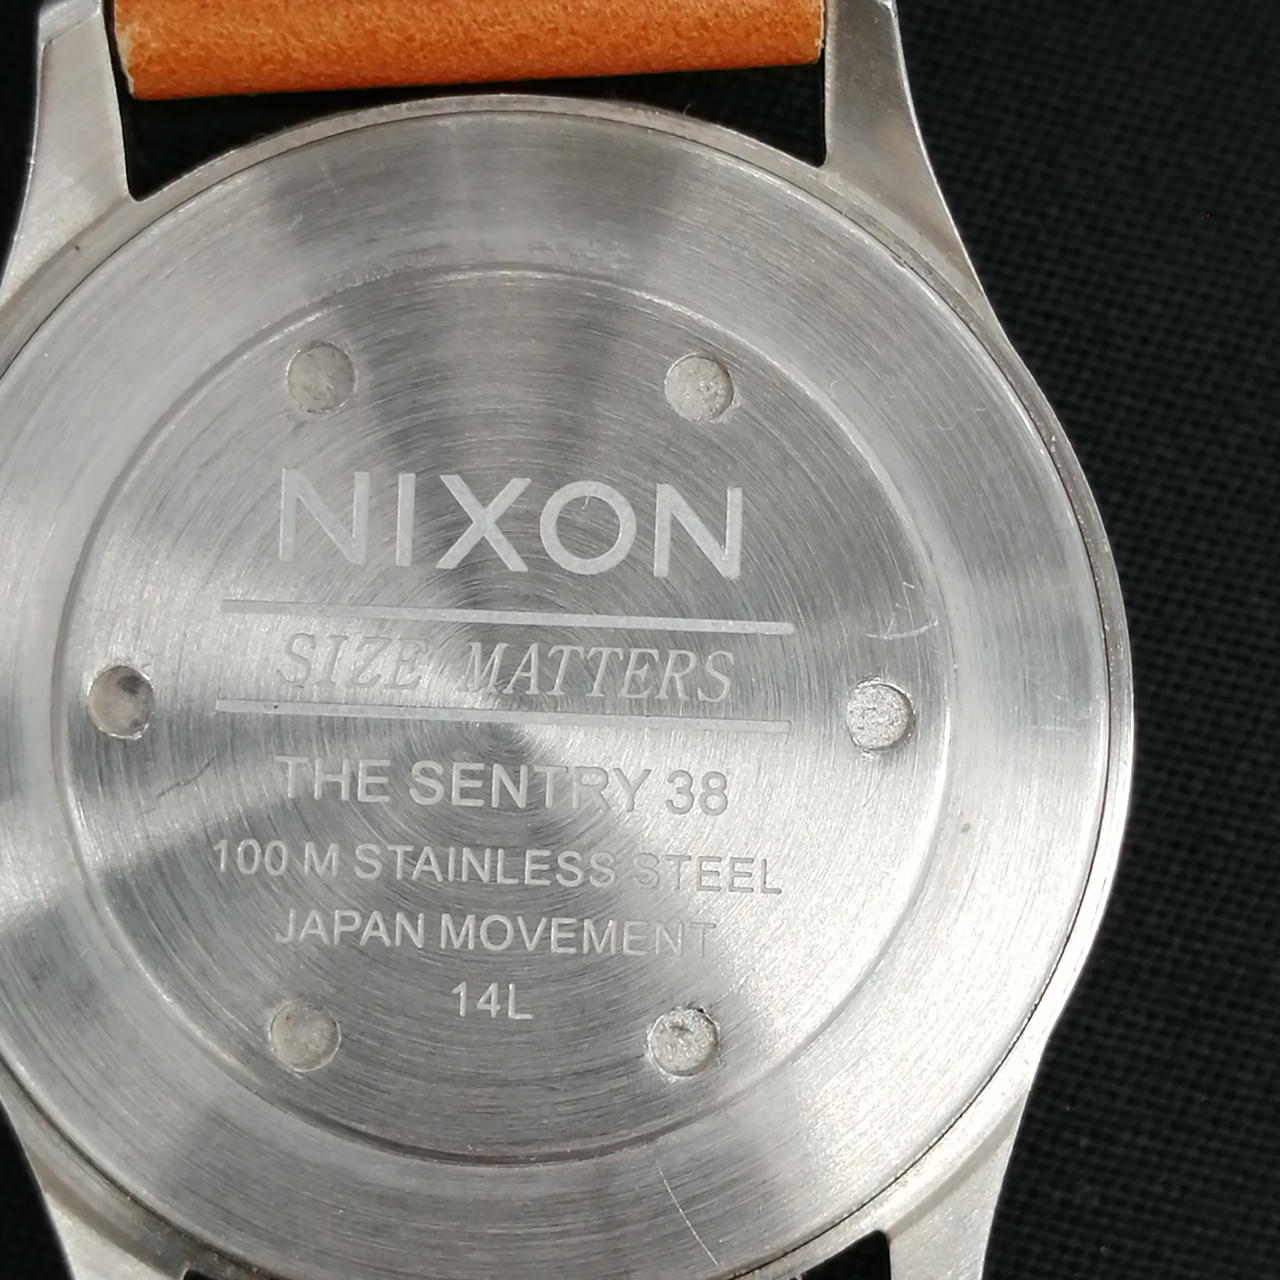 NIXON
SIZE MATTERS
THE SENTRY 38
100 M STAINLESS STEEL
JAPAN MOVEMENT
14L